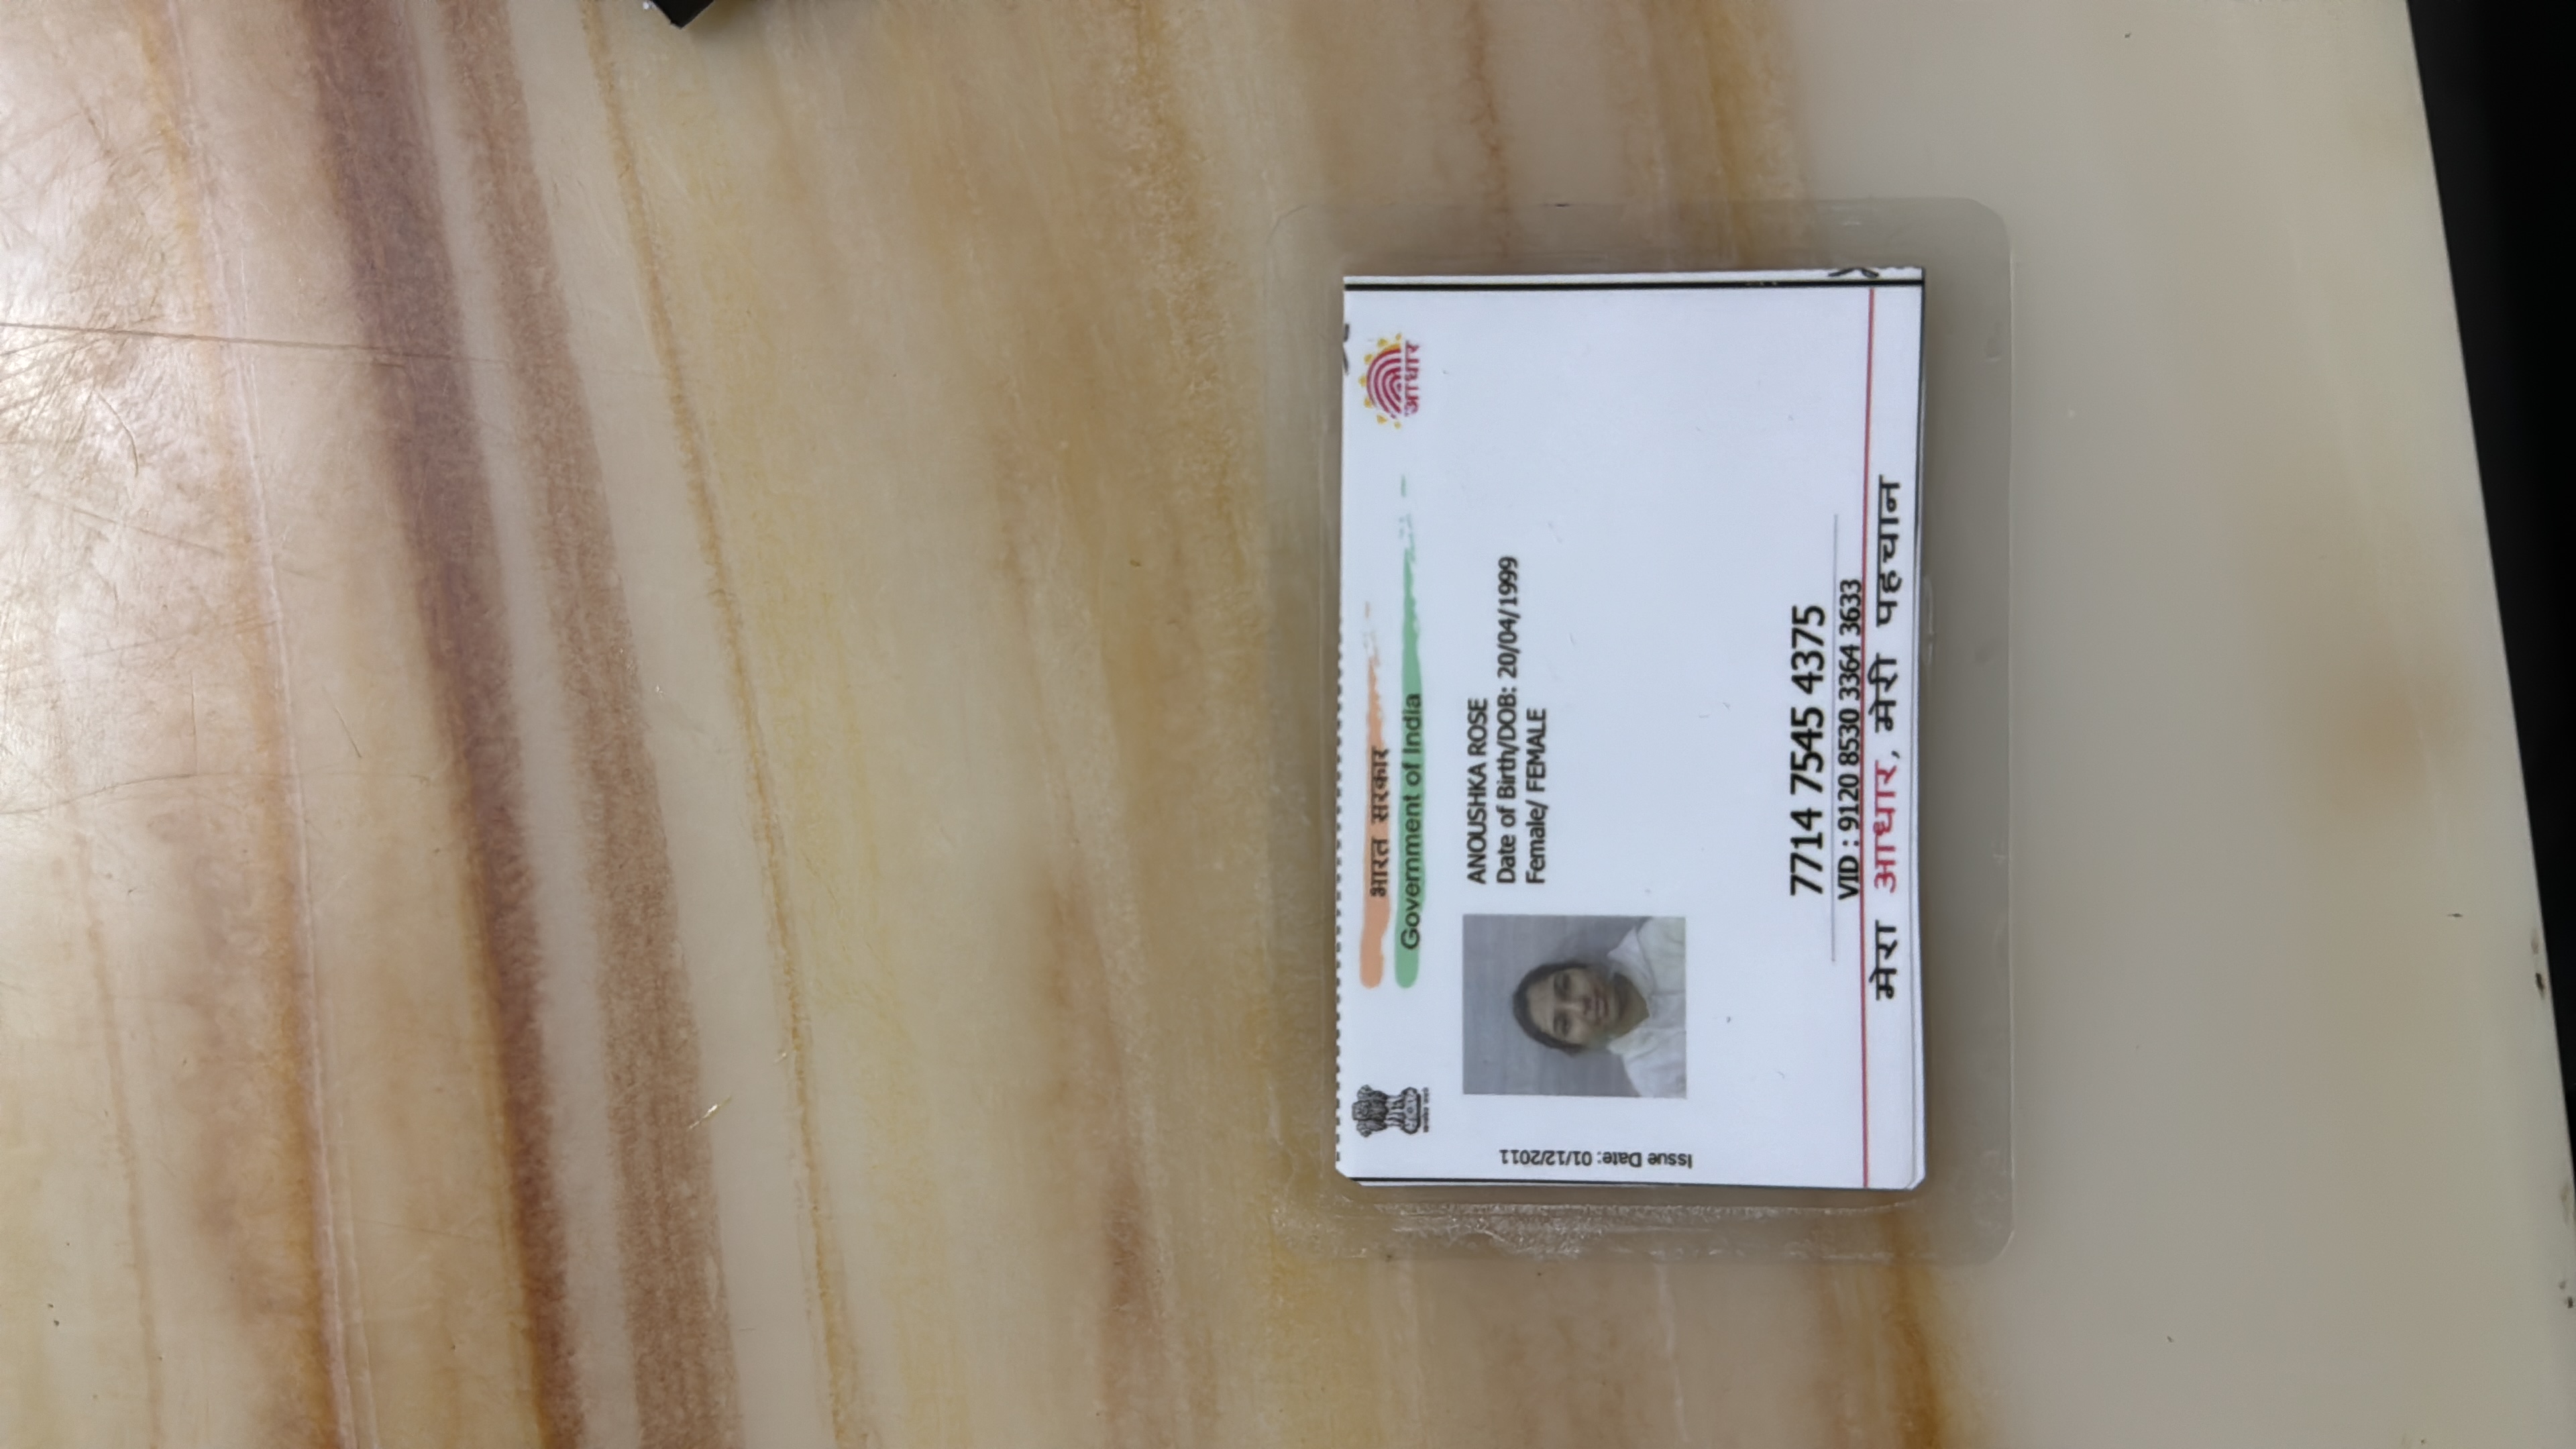 भारत सरकार
Government of India
आधार
Issue Date: 01/12/2011
ANOUSHKA ROSE
Date of Birth/DOB: 20/04/1999
Female/ FEMALE
7714 7545 4375
VID : 9120 8530 3364 3633
मेरा आधार, मेरी पहचान